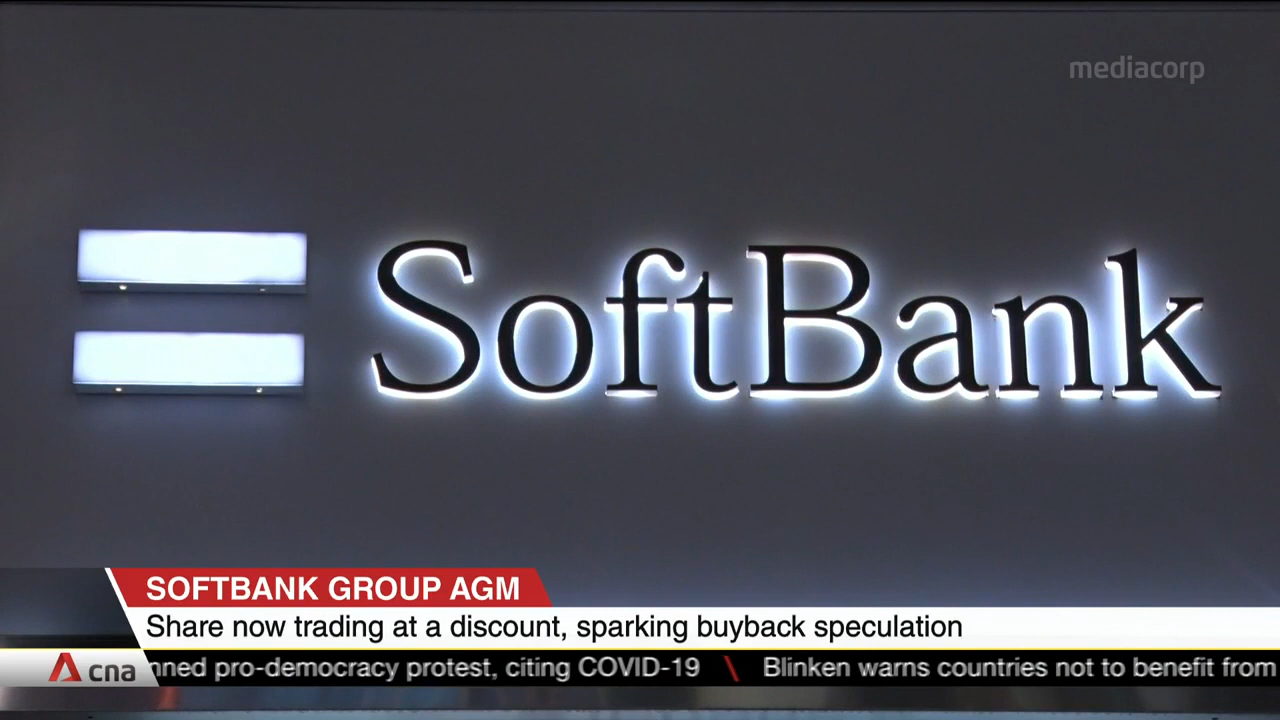 mediacorp
SoftBank
SOFTBANK GROUP AGM
Share now trading at a discount, sparking buyback speculation
cna nned pro-democracy protest, citing COVID-19 \ Blinken warns countries not to benefit from